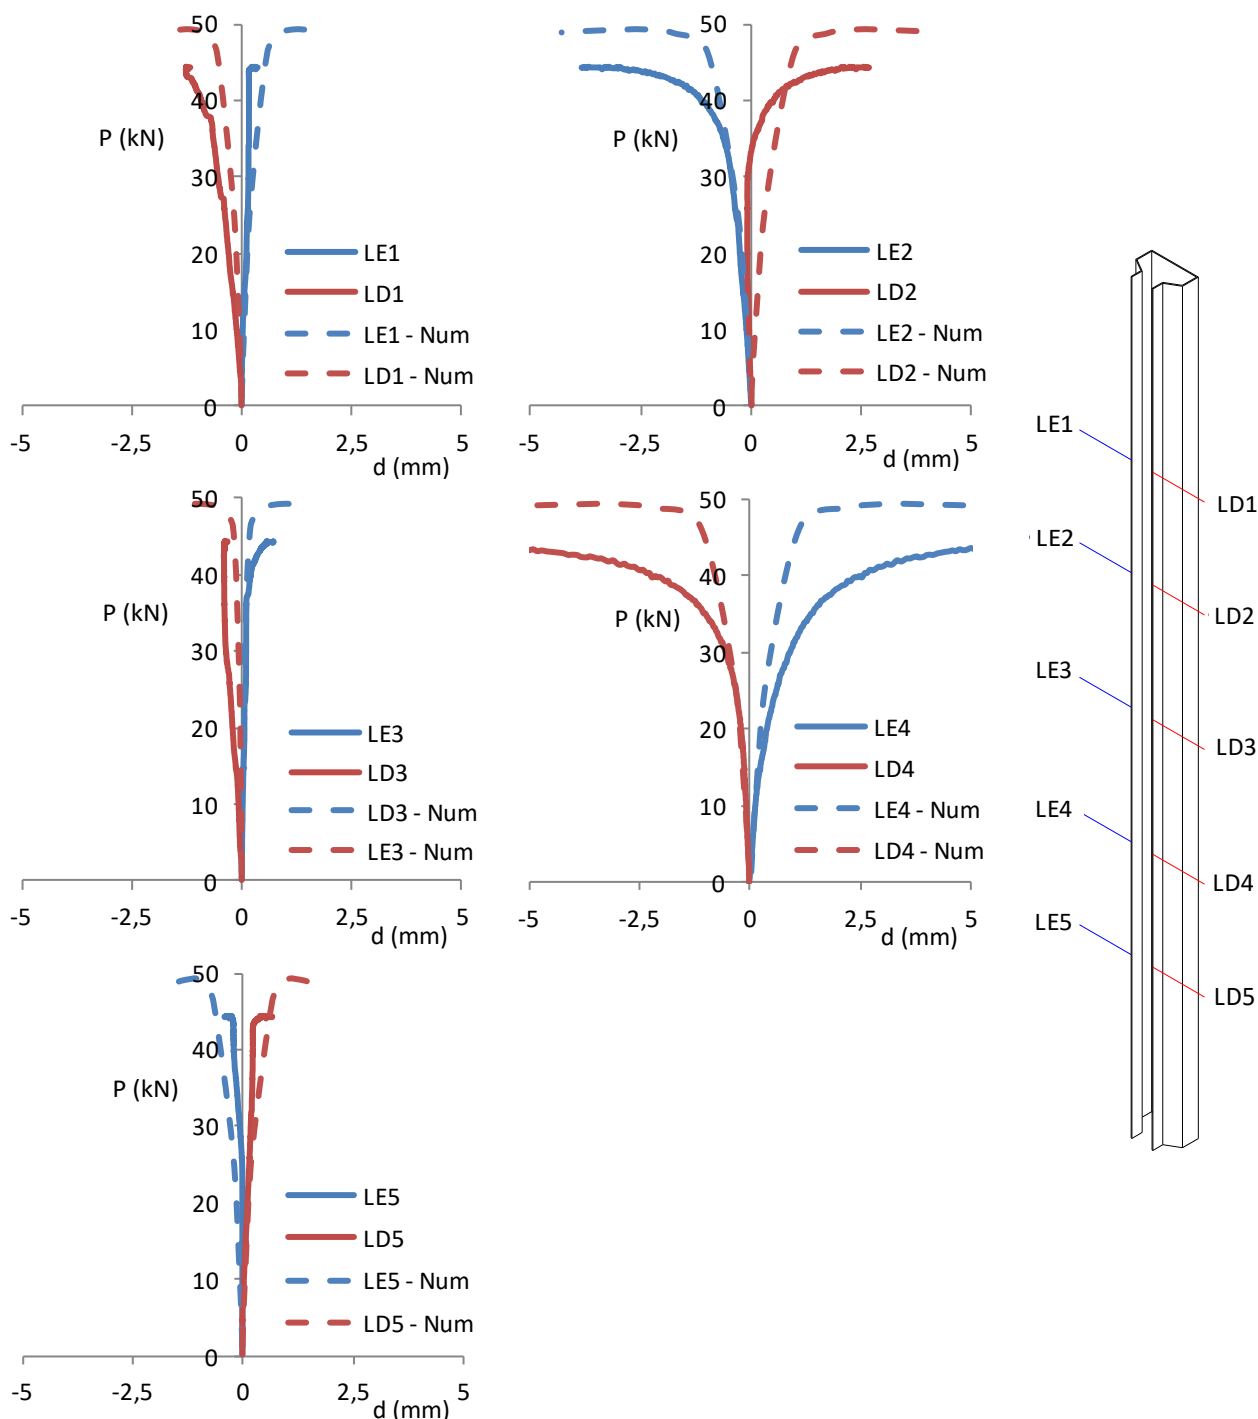 50
40
P (kN)
30
20
10
0
-5
-2,5
0
2,5
5
d (mm)
LE1
LD1
LE1 - Num
LD1 - Num
50
40
P (kN)
30
20
10
0
-5
-2,5
0
2,5
5
d (mm)
LE2
LD2
LE2 - Num
LD2 - Num
50
40
P (kN)
30
20
10
0
-5
-2,5
0
2,5
5
d (mm)
LE3
LD3
LD3 - Num
LE3 - Num
50
40
P (kN)
30
20
10
0
-5
-2,5
0
2,5
5
d (mm)
LE4
LD4
LE4 - Num
LD4 - Num
50
40
P (kN)
30
20
10
0
-5
-2,5
0
2,5
5
d (mm)
LE5
LD5
LE5 - Num
LD5 - Num
LE1
LD1
LE2
LD2
LE3
LD3
LE4
LD4
LE5
LD5